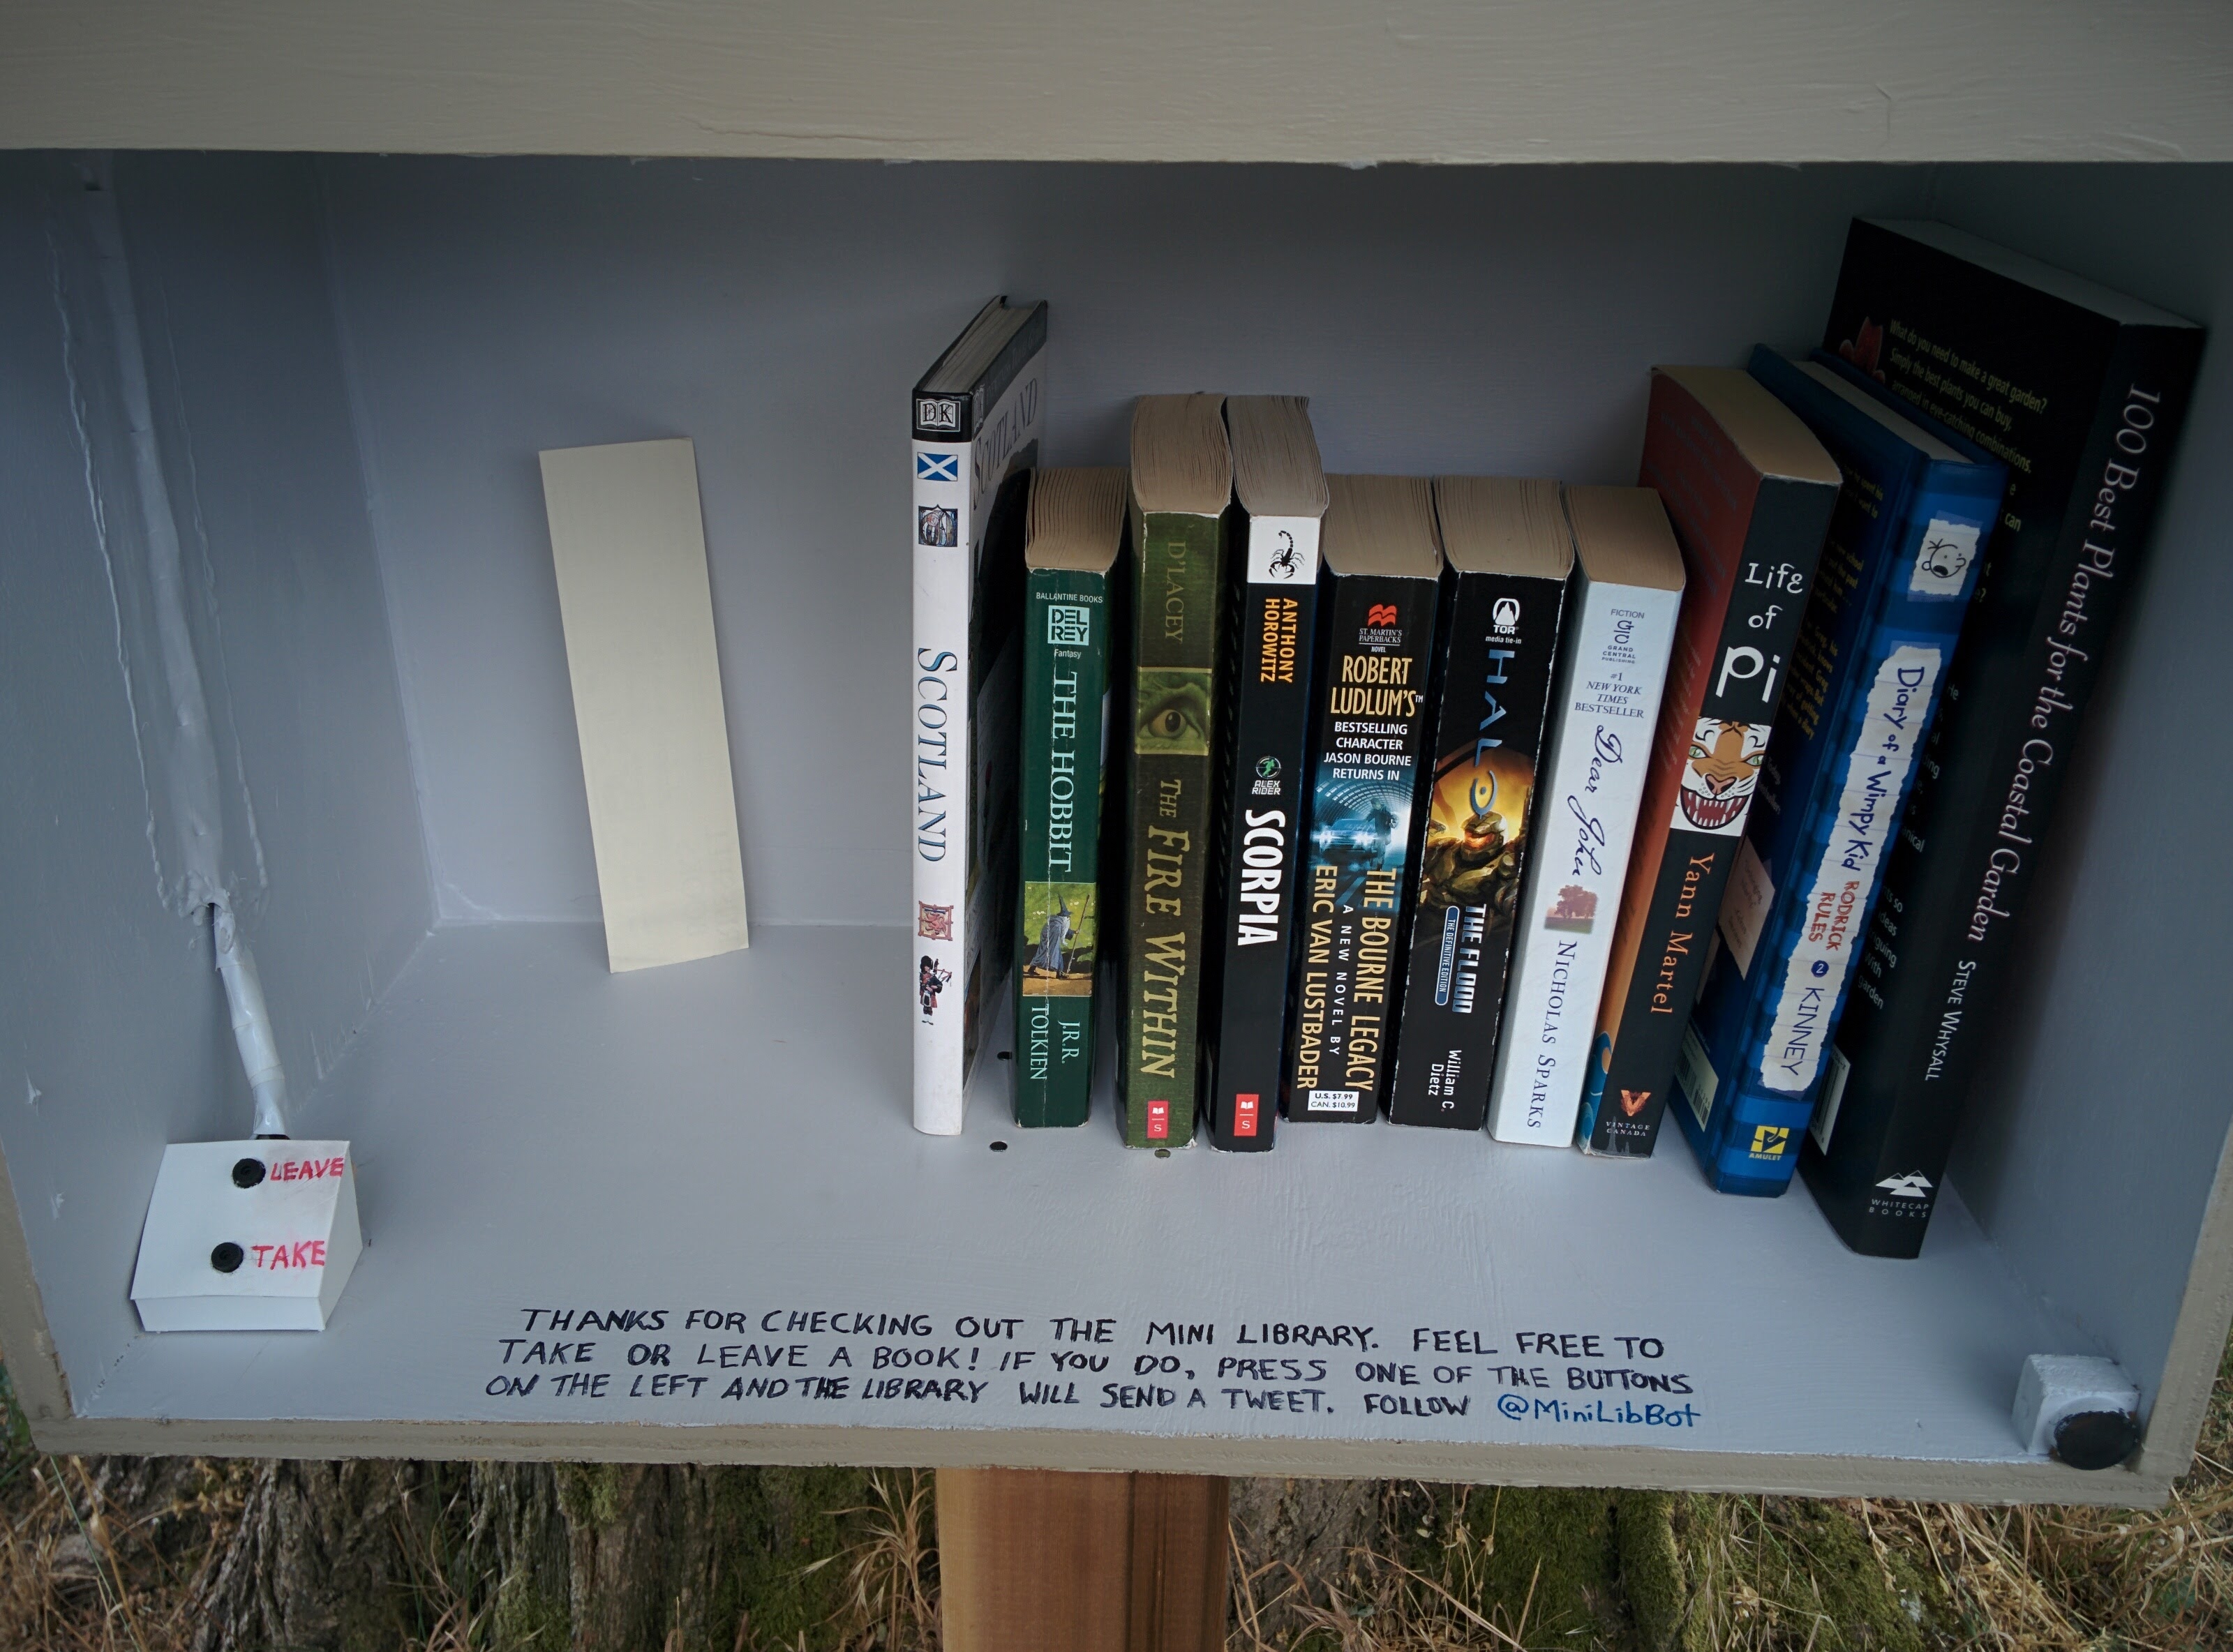 DK
SCOTLAND
SCOTLAND
BALLANTINE BOOKS
DEL
REY
Fantasy
THE HOBBIT
J.R.R.
TOLKIEN
D'LACEY
THE FIRE WITHIN
S
ANTHONY
HOROWITZ
ALEX
RIDER
SCORPIA
S
ST. MARTIN'S
PAPERBACKS
NOVEL
ROBERT
LUDLUM'S™
BESTSELLING
CHARACTER
JASON BOURNE
RETURNS IN
THE BOURNE LEGACY
A NEW NOVEL BY
ERIC VAN LUSTBADER
U.S. $7.99
CAN. $10.99
TOR®
media tie-in
HALO
THE FLOOD
THE DEFINITIVE EDITION
William C.
Dietz
FICTION
GRAND
CENTRAL
PUBLISHING
#1
NEW YORK
TIMES
BESTSELLER
Dear John
NICHOLAS SPARKS
Life
of
Pi
Yann Martel
VINTAGE
CANADA
Diary of a Wimpy Kid
RODRICK
RULES
2
KINNEY
AMULET
What do you need to make a great garden?
Simply the best plants you can buy,
arranged in eye-catching combinations.
100 Best Plants for the Coastal Garden
STEVE WHYSALL
WHITECAP
BOOKS
LEAVE
TAKE
THANKS FOR CHECKING OUT THE MINI LIBRARY. FEEL FREE TO
TAKE OR LEAVE A BOOK! IF YOU DO, PRESS ONE OF THE BUTTONS
ON THE LEFT AND THE LIBRARY WILL SEND A TWEET. FOLLOW @MiniLibBot